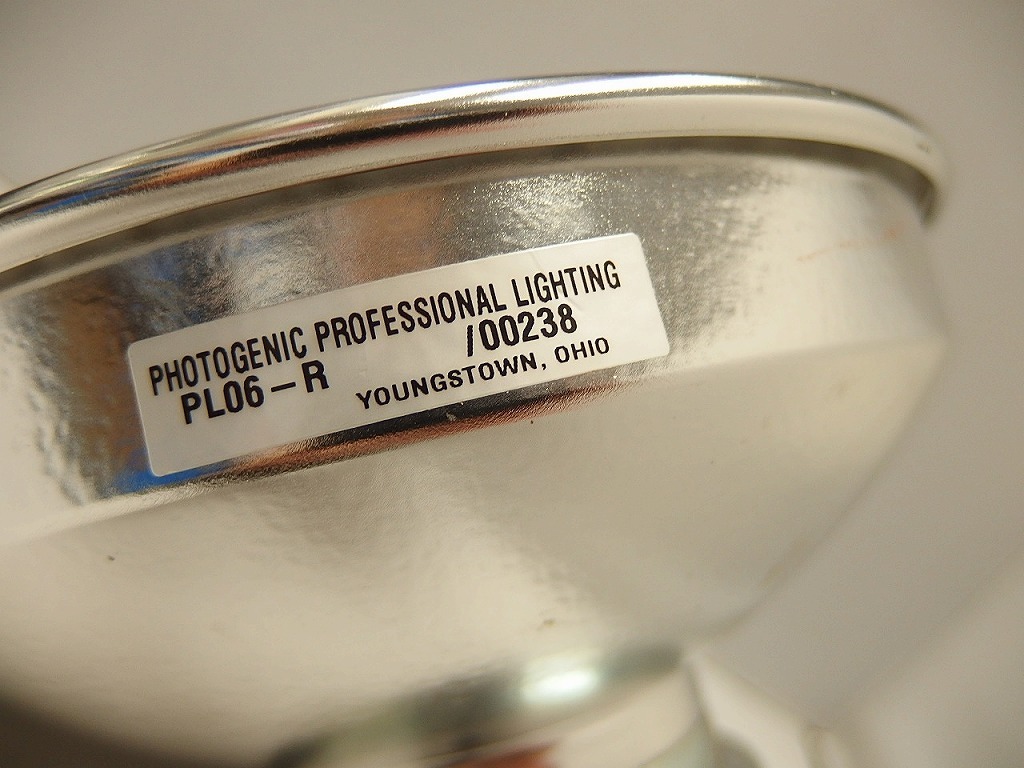 PHOTOGENIC PROFESSIONAL LIGHTING
PL06-R /00238
YOUNGSTOWN, OHIO